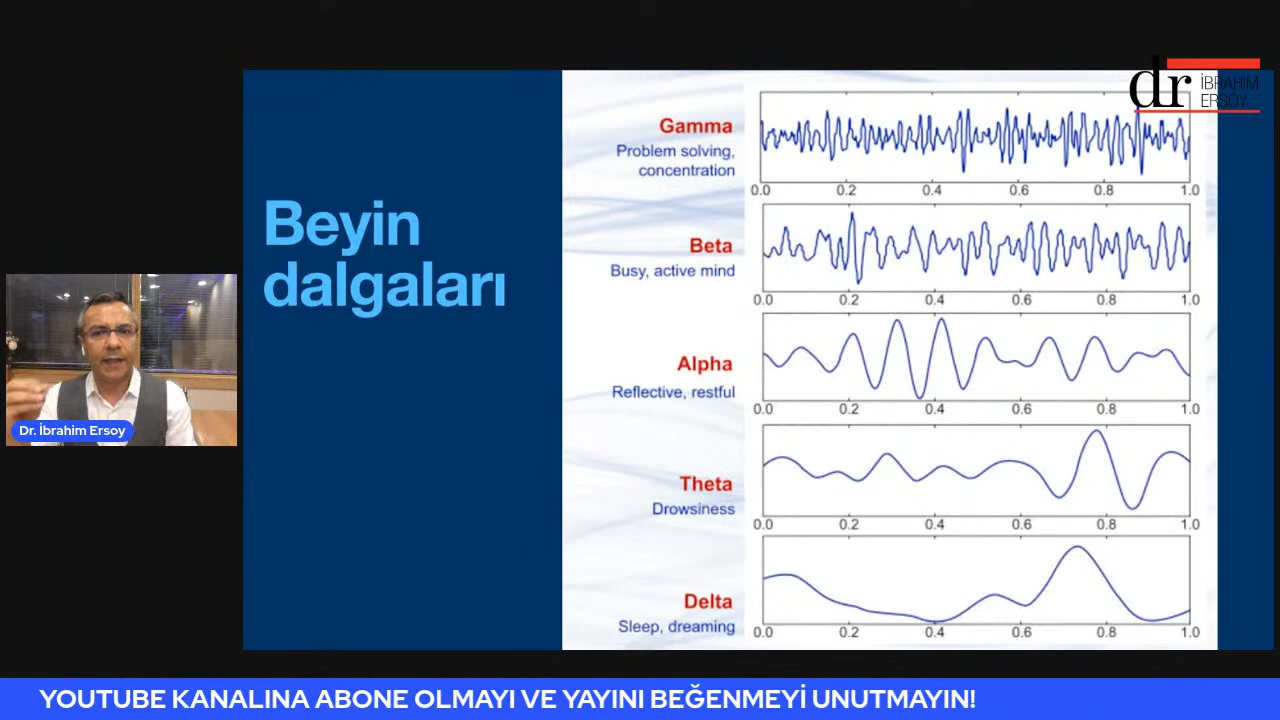 dr İBRAHİM
ERSOY
Beyin
dalgaları
Gamma
Problem solving,
concentration
0.0 0.2 0.4 0.6 0.8 1.0
Beta
Busy, active mind
0.0 0.2 0.4 0.6 0.8 1.0
Alpha
Reflective, restful
0.0 0.2 0.4 0.6 0.8 1.0
Theta
Drowsiness
0.0 0.2 0.4 0.6 0.8 1.0
Delta
Sleep, dreaming
0.0 0.2 0.4 0.6 0.8 1.0
Dr. İbrahim Ersoy
YOUTUBE KANALINA ABONE OLMAYI VE YAYINI BEĞENMEYİ UNUTMAYIN!